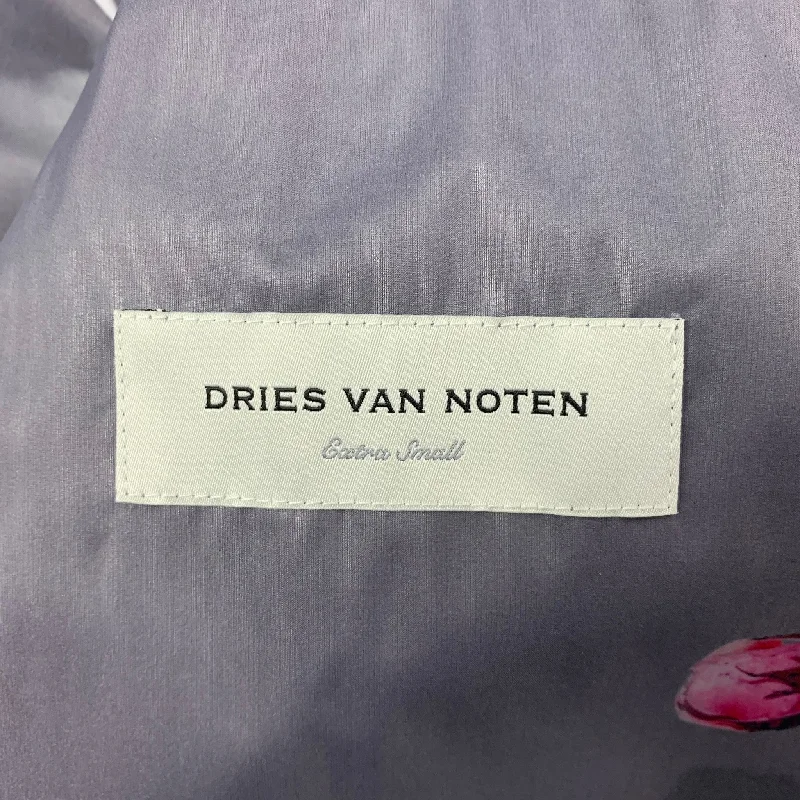 DRIES VAN NOTEN
Extra Small